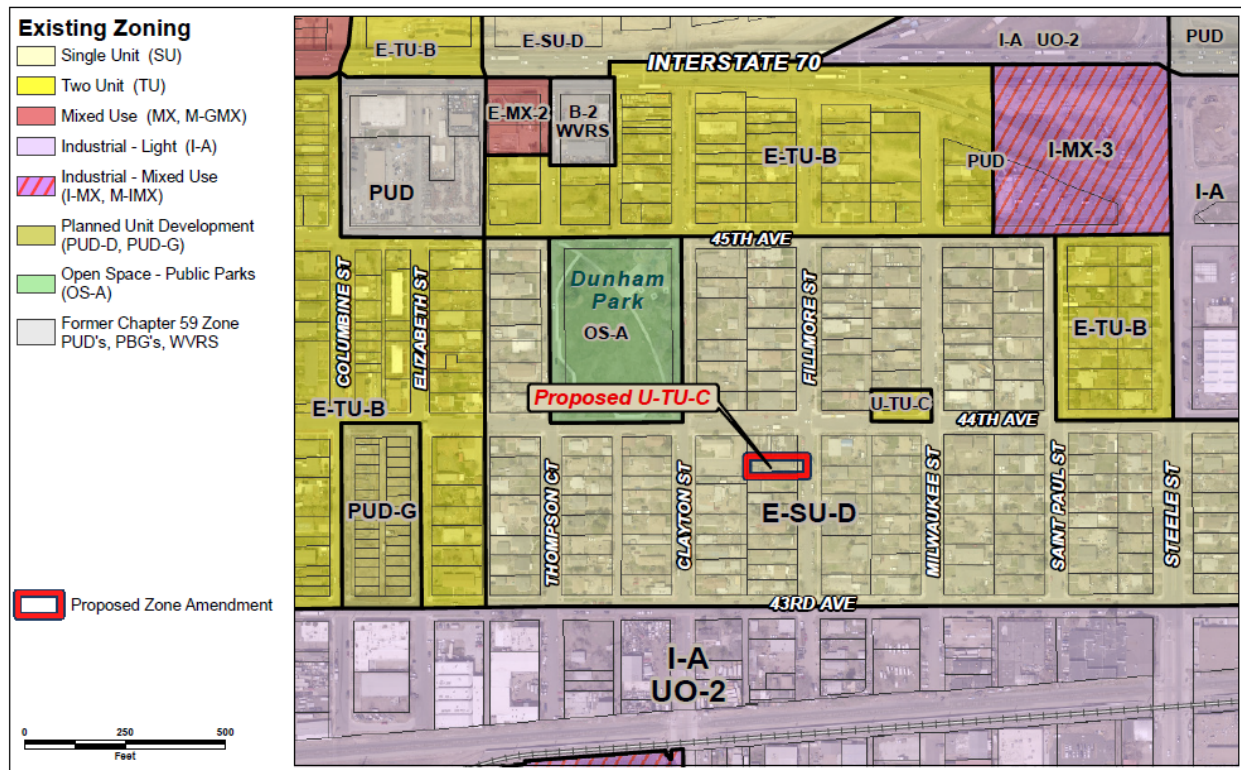 Existing Zoning
Single Unit (SU)
Two Unit (TU)
Mixed Use (MX, M-GMX)
Industrial - Light (I-A)
Industrial - Mixed Use
(I-MX, M-IMX)
Planned Unit Development
(PUD-D, PUD-G)
Open Space - Public Parks
(OS-A)
Former Chapter 59 Zone
PUD's, PBG's, WVRS
Proposed Zone Amendment
0 250 500
Feet
E-TU-B
E-SU-D
I-A UO-2
PUD
INTERSTATE 70
E-MX-2
B-2
WVRS
PUD
E-TU-B
PUD
I-MX-3
I-A
45TH AVE
COLUMBINE ST
ELIZABETH ST
Dunham
Park
OS-A
FILLMORE ST
E-TU-B
Proposed U-TU-C
U-TU-C
E-TU-B
44TH AVE
THOMPSON CT
CLAYTON ST
MILWAUKEE ST
SAINT PAUL ST
STEELE ST
PUD-G
E-SU-D
43RD AVE
I-A
UO-2